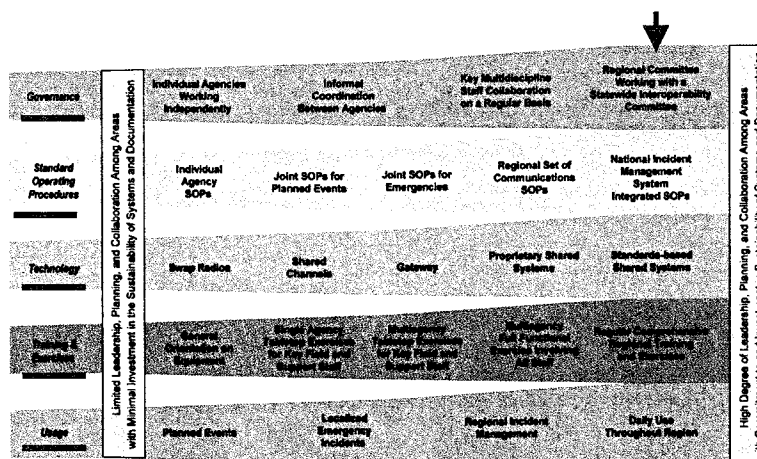 Governance
Individual Agencies
Working
Independently
Informal
Coordination
Between Agencies
Key Multidiscipline
Staff Collaboration
on a Regular Basis
Regional Committee
Working with a
Statewide Interoperability
Committee
Limited Leadership, Planning, and Collaboration Among Areas
with Minimal Investment in the Sustainability of Systems and Documentation
High Degree of Leadership, Planning, and Collaboration Among Areas
Standard
Operating
Procedures
Individual
Agency
SOPs
Joint SOPs for
Planned Events
Joint SOPs for
Emergencies
Regional Set of
Communications
SOPs
National Incident
Management
System
Integrated SOPs
Technology
Swap Radios
Shared
Channels
Gateway
Proprietary Shared
Systems
Standards-based
Shared Systems
Training &
Usage
Planned Events
Localized
Emergency
Incidents
Regional Incident
Management
Daily Use
Throughout Region